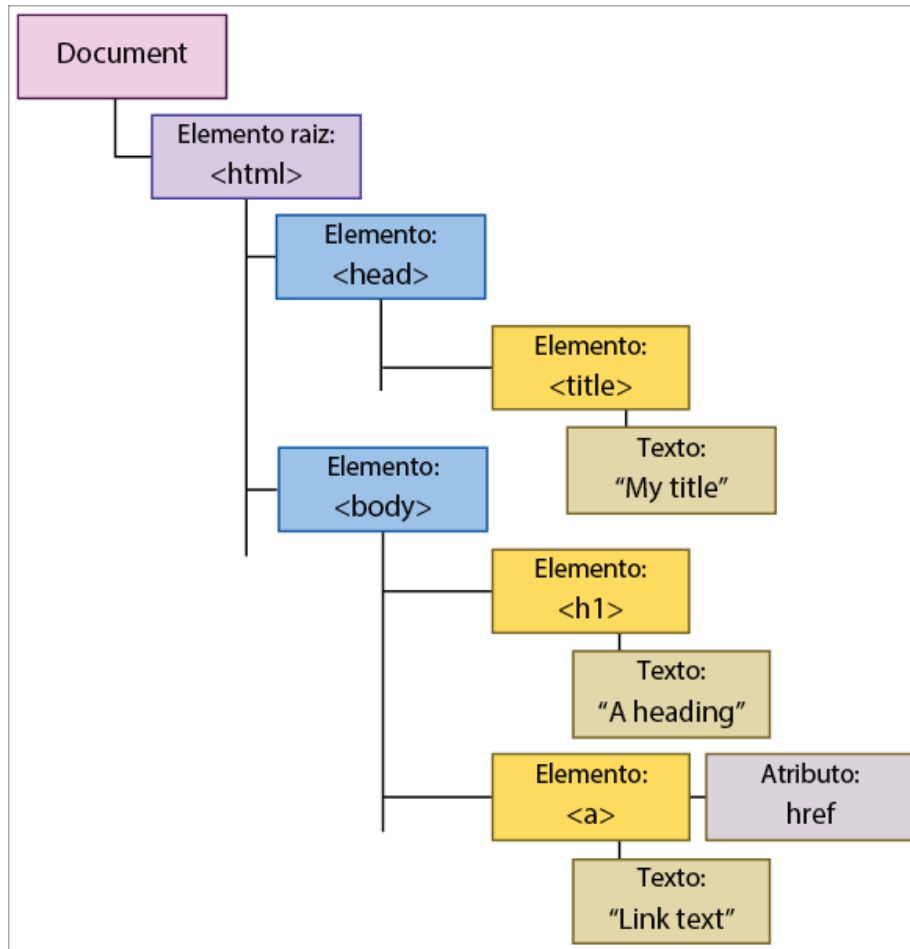 Document
Elemento raiz:
<html>
Elemento:
<head>
Elemento:
<title>
Texto:
“My title”
Elemento:
<body>
Elemento:
<h1>
Texto:
“A heading”
Elemento:
<a>
Atributo:
href
Texto:
“Link text”